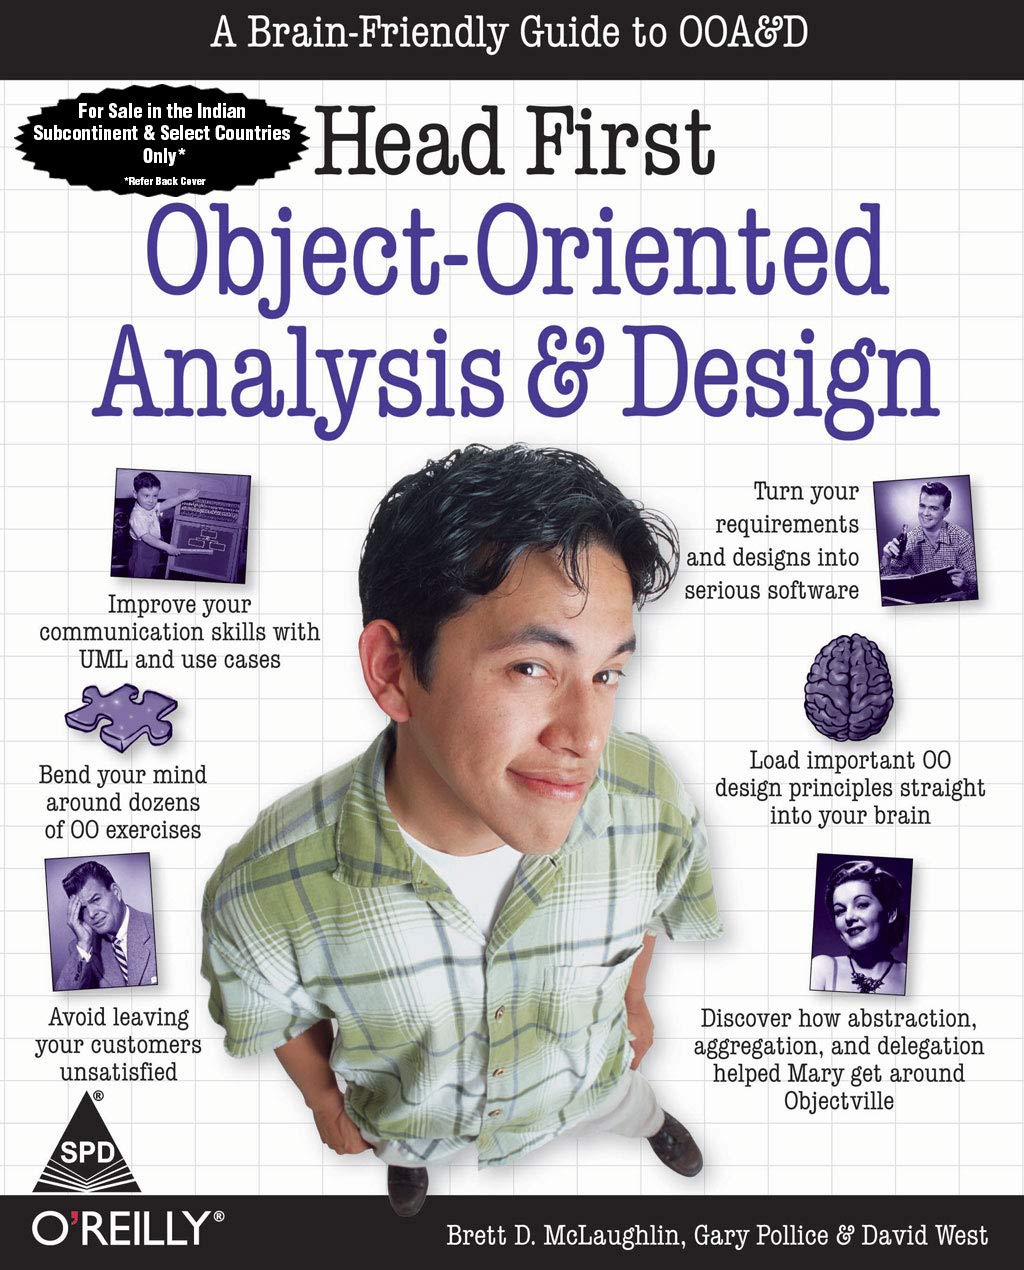 A Brain-Friendly Guide to OOA&D
For Sale in the Indian
Subcontinent & Select Countries
Only*
*Refer Back Cover
Head First
Object-Oriented
Analysis & Design
Improve your
communication skills with
UML and use cases
Turn your
requirements
and designs into
serious software
Bend your mind
around dozens
of OO exercises
Load important OO
design principles straight
into your brain
Avoid leaving
your customers
unsatisfied
Discover how abstraction,
aggregation, and delegation
helped Mary get around
Objectville
SPD®
O'REILLY®
Brett D. McLaughlin, Gary Pollice & David West